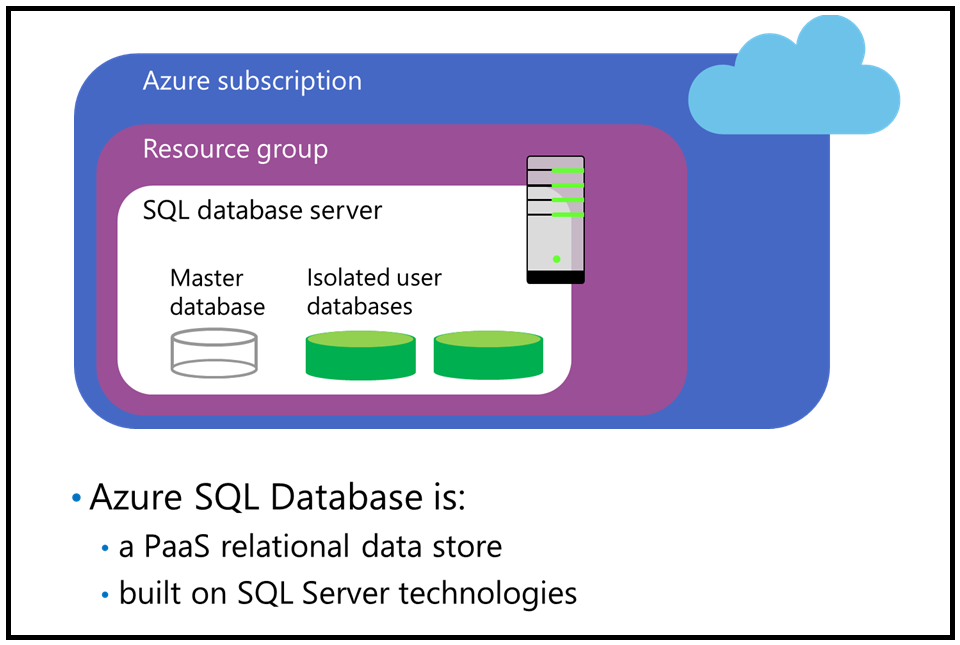 Azure subscription
Resource group
SQL database server
Master
database
Isolated user
databases
• Azure SQL Database is:
• a PaaS relational data store
• built on SQL Server technologies